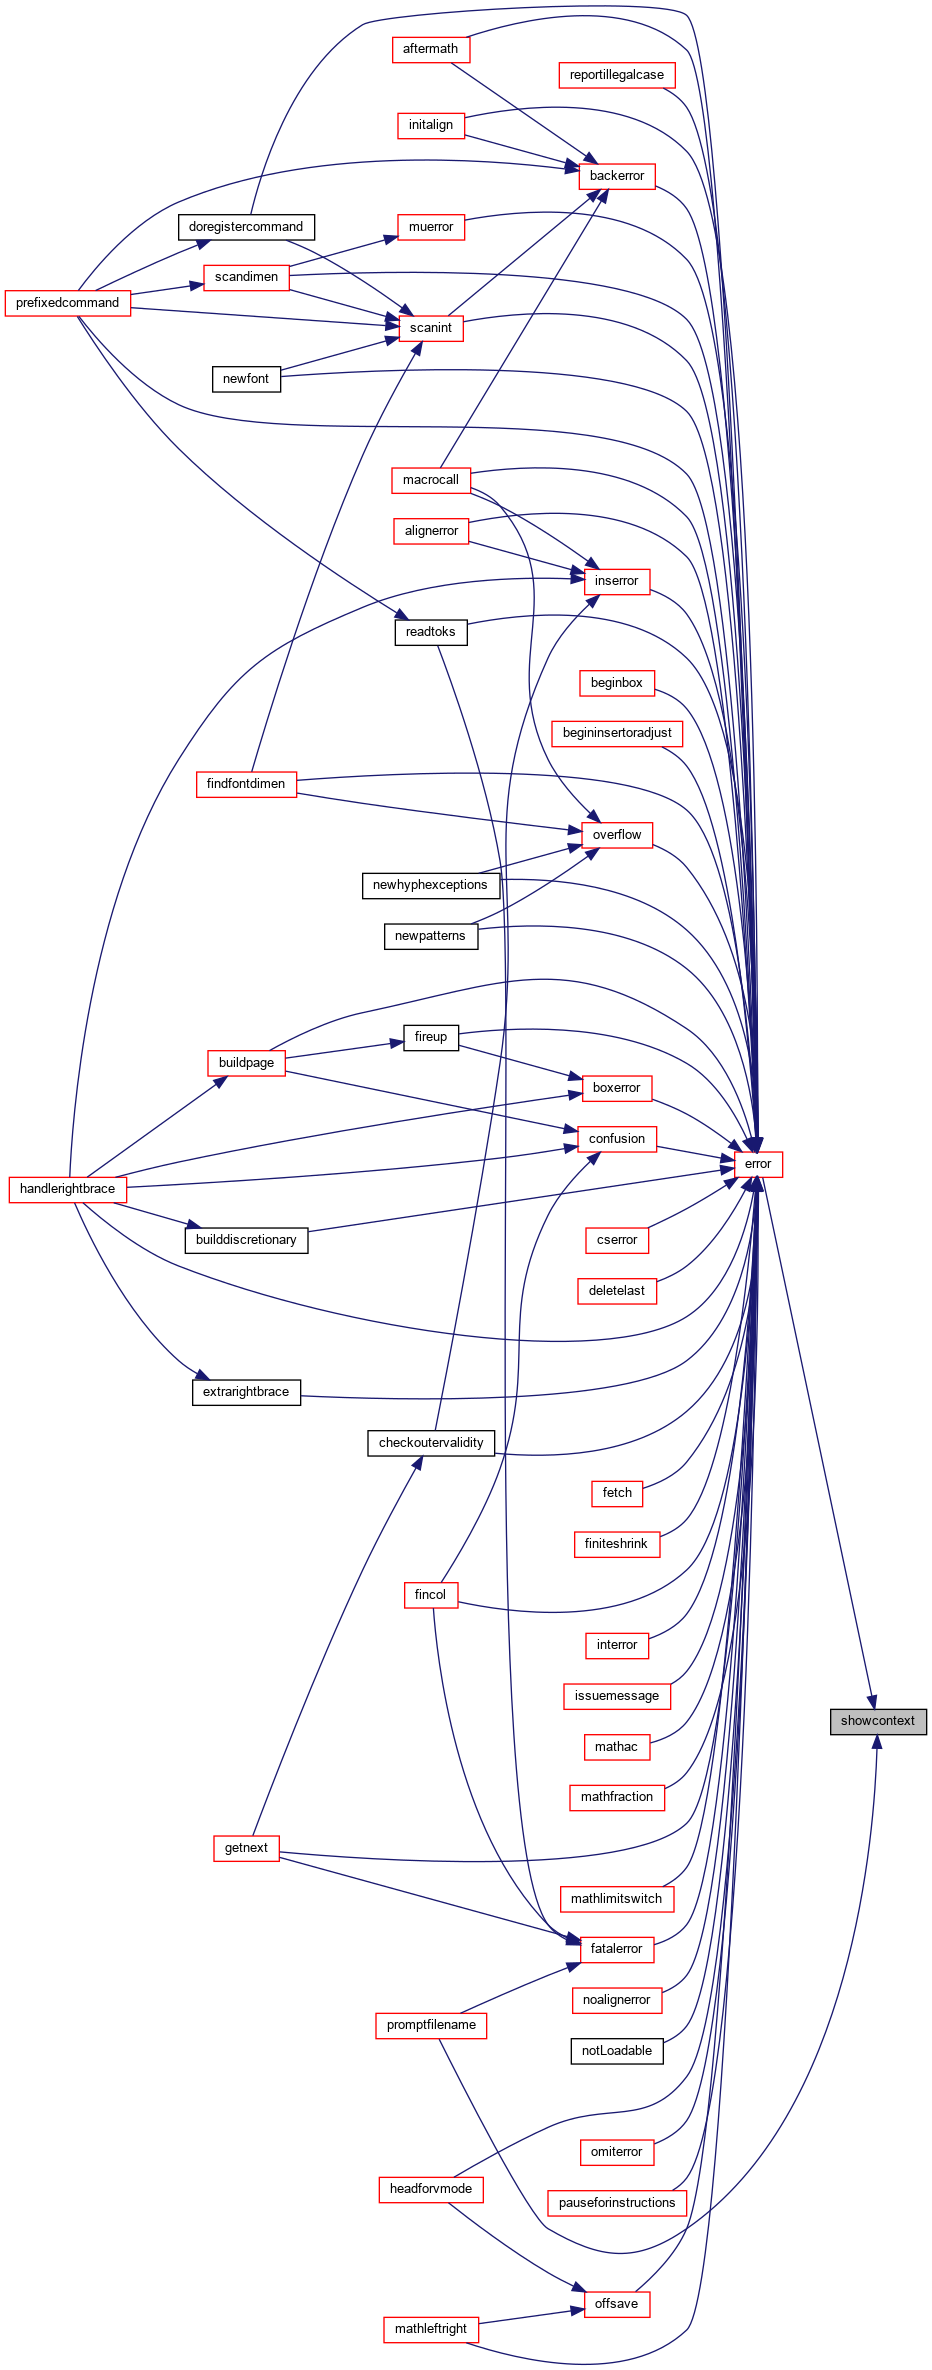 aftermath
reportillegalcase
initalign
backerror
doregistercommand
muerror
scandimen
prefixedcommand
scanint
newfont
macrocall
alignerror
inserror
readtoks
beginbox
begininsertoradjust
findfontdimen
overflow
newhyphexceptions
newpatterns
fireup
buildpage
boxerror
confusion
error
handlerightbrace
builddiscretionary
cserror
deletelast
extrarightbrace
checkoutervalidity
fetch
finiteshrink
fincol
interror
issuemessage
showcontext
mathac
mathfraction
getnext
mathlimitswitch
fatalerror
noalignerror
promptfilename
notLoadable
omiterror
headforvmode
pauseforinstructions
offsave
mathleftright